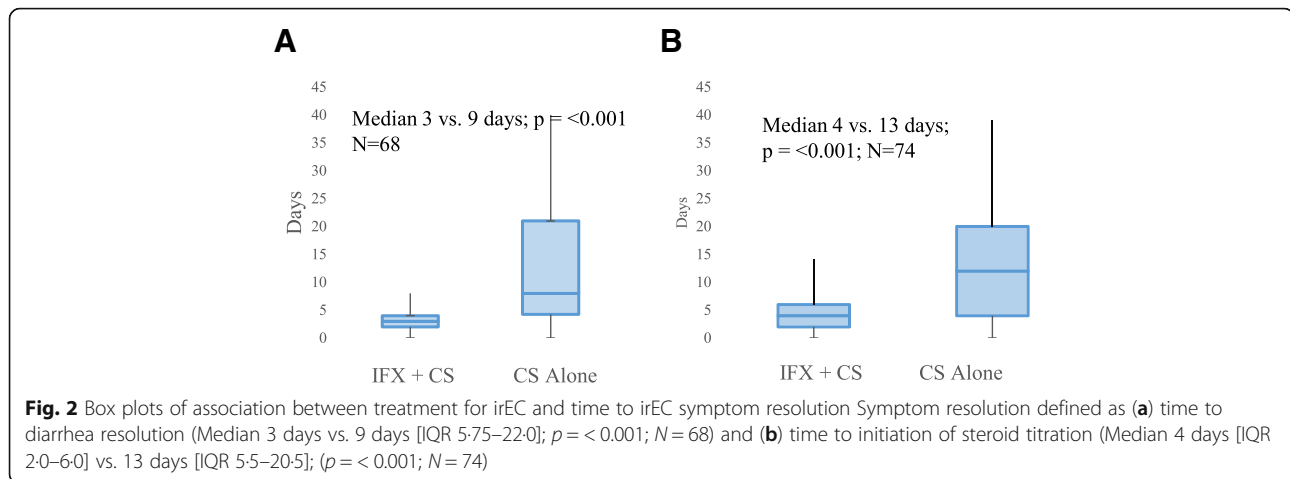 A
B
45
40
35
30
25
20
15
10
5
0
Days
Median 3 vs. 9 days; p = <0.001
N=68
IFX + CS
CS Alone
45
40
35
30
25
20
15
10
5
0
Days
Median 4 vs. 13 days;
p = <0.001; N=74
IFX + CS
CS Alone
Fig. 2 Box plots of association between treatment for irEC and time to irEC symptom resolution Symptom resolution defined as (a) time to
diarrhea resolution (Median 3 days vs. 9 days [IQR 5·75–22·0]; p = < 0.001; N = 68) and (b) time to initiation of steroid titration (Median 4 days [IQR
2·0–6·0] vs. 13 days [IQR 5·5–20·5]; (p = < 0.001; N = 74)